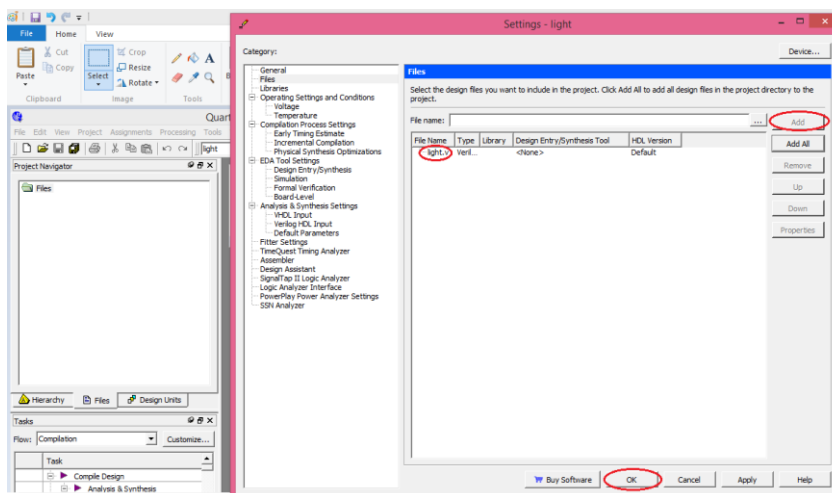 File Home View
Cut
Copy
Paste
Crop
Resize
Rotate
Select
A
Clipboard Image Tools
Quart
File Edit View Project Assignments Processing Tools
light
Project Navigator
Files
Hierarchy Files Design Units
Tasks
Flow: Compilation Customize...
Task
Compile Design
Analysis & Synthesis
Settings - light
Category:
Device...
General
Files
Libraries
Operating Settings and Conditions
Voltage
Temperature
Compilation Process Settings
Early Timing Estimate
Incremental Compilation
Physical Synthesis Optimizations
EDA Tool Settings
Design Entry/Synthesis
Simulation
Formal Verification
Board-Level
Analysis & Synthesis Settings
VHDL Input
Verilog HDL Input
Default Parameters
Fitter Settings
TimeQuest Timing Analyzer
Assembler
Design Assistant
SignalTap II Logic Analyzer
Logic Analyzer Interface
PowerPlay Power Analyzer Settings
SSN Analyzer
Files
Select the design files you want to include in the project. Click Add All to add all design files in the project directory to the
project.
File name: ... Add
File Name Type Library Design Entry/Synthesis Tool HDL Version
light.v Veril... <None> Default
Add All
Remove
Up
Down
Properties
Buy Software OK Cancel Apply Help